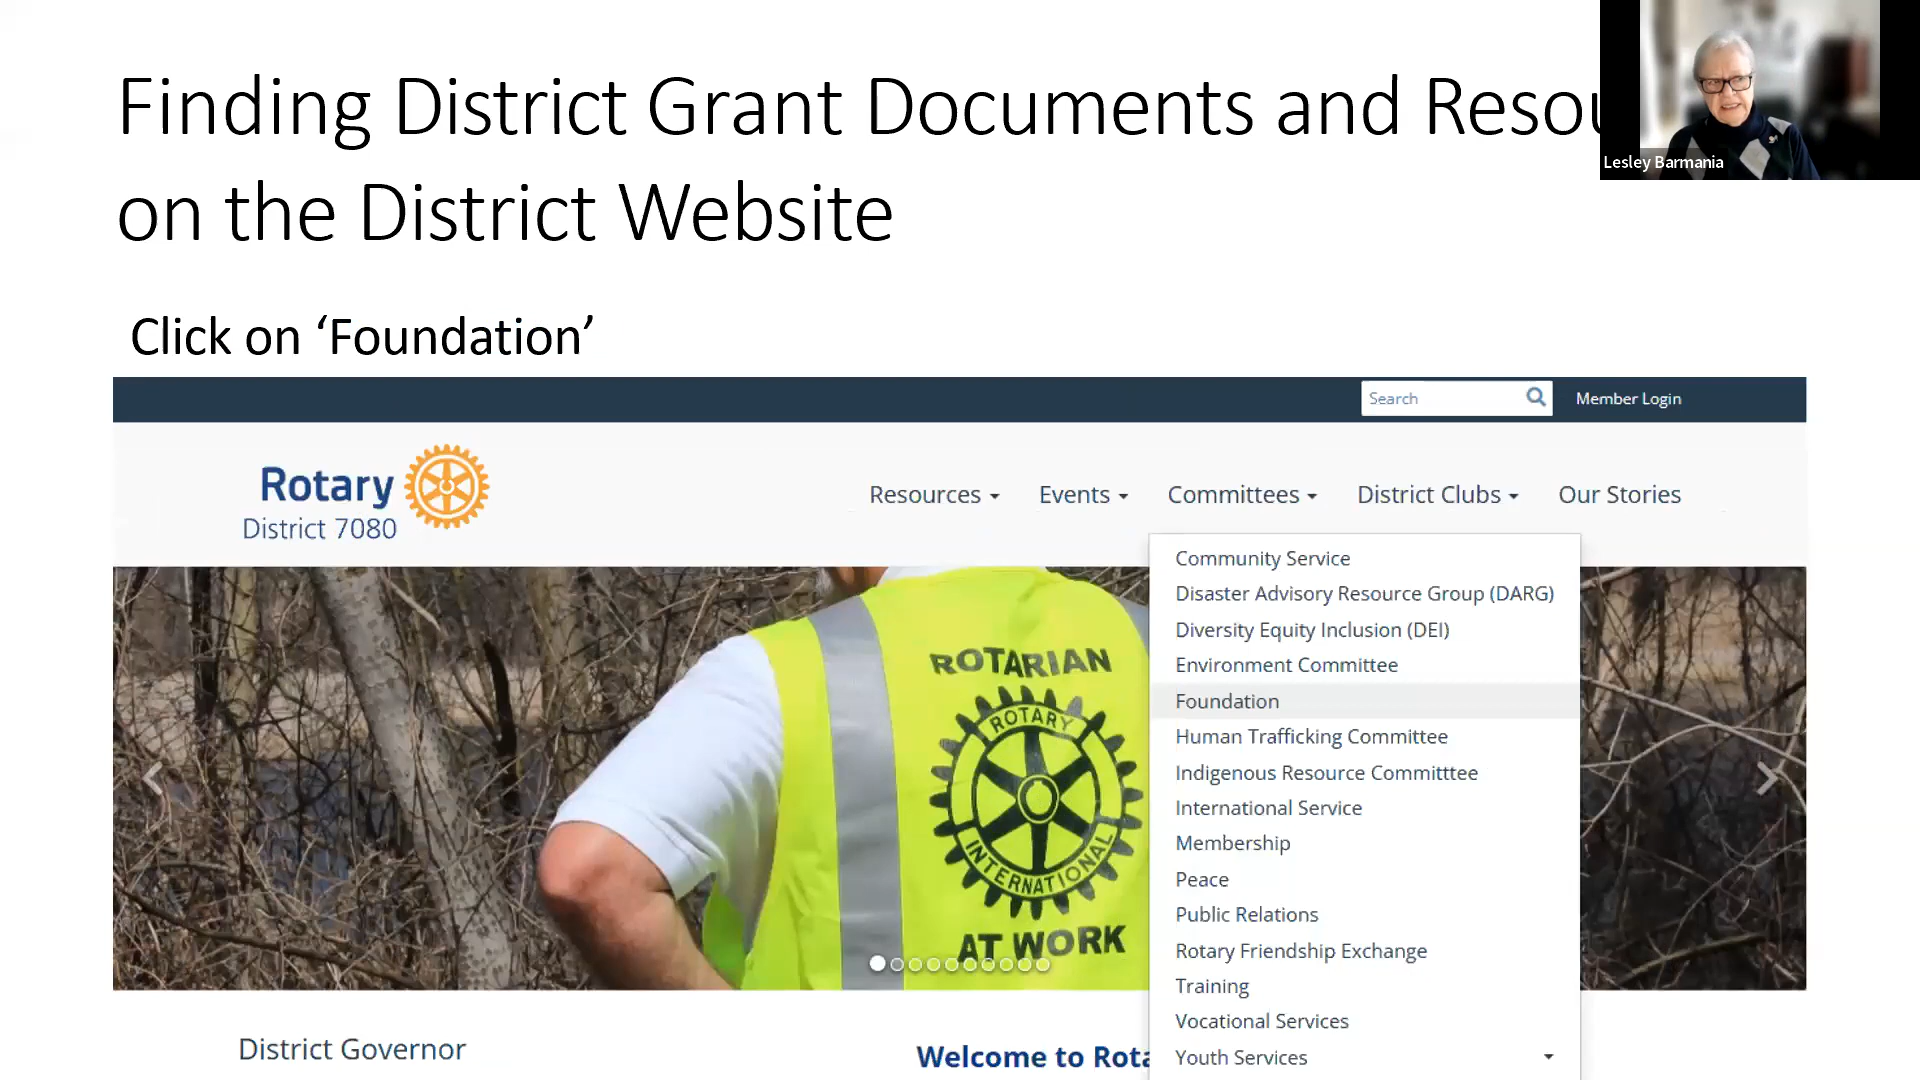 Finding District Grant Documents and
on the District Website
Lesley Barmania
Click on ‘Foundation’
Search
Member Login
Rotary
District 7080
Resources
Events
Committees
District Clubs
Our Stories
Community Service
Disaster Advisory Resource Group (DARG)
Diversity Equity Inclusion (DEI)
Environment Committee
Foundation
Human Trafficking Committee
Indigenous Resource Committtee
International Service
Membership
Peace
Public Relations
Rotary Friendship Exchange
Training
Vocational Services
Youth Services
ROTARIAN
ROTARY
INTERNATIONAL
AT WORK
District Governor
Welcome to